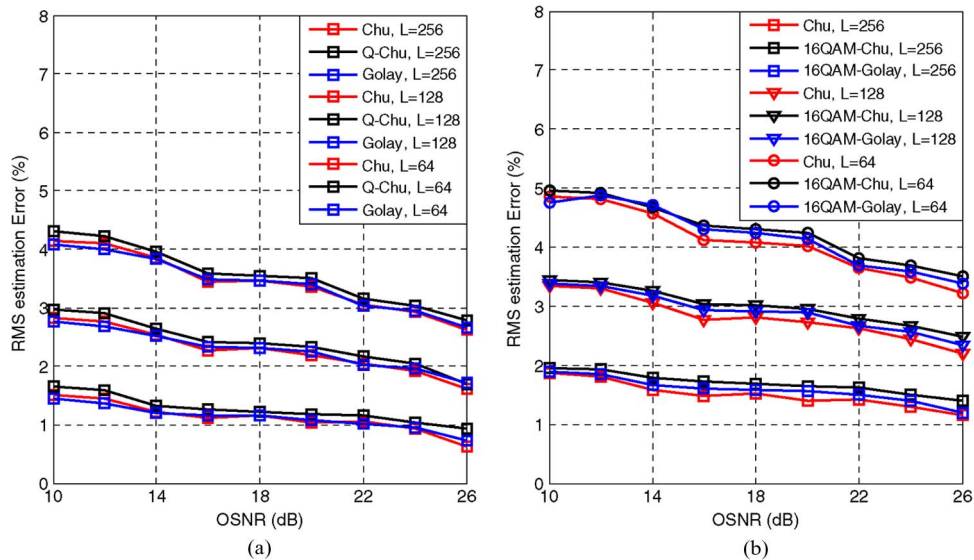 8
7
6
5
4
3
2
1
0
RMS estimation Error (%)
Chu, L=256
Q-Chu, L=256
Golay, L=256
Chu, L=128
Q-Chu, L=128
Golay, L=128
Chu, L=64
Q-Chu, L=64
Golay, L=64
10 14 18 22 26
OSNR (dB)
(a)
8
7
6
5
4
3
2
1
0
RMS estimation Error (%)
Chu, L=256
16QAM-Chu, L=256
16QAM-Golay, L=256
Chu, L=128
16QAM-Chu, L=128
16QAM-Golay, L=128
Chu, L=64
16QAM-Chu, L=64
16QAM-Golay, L=64
10 14 18 22 26
OSNR (dB)
(b)